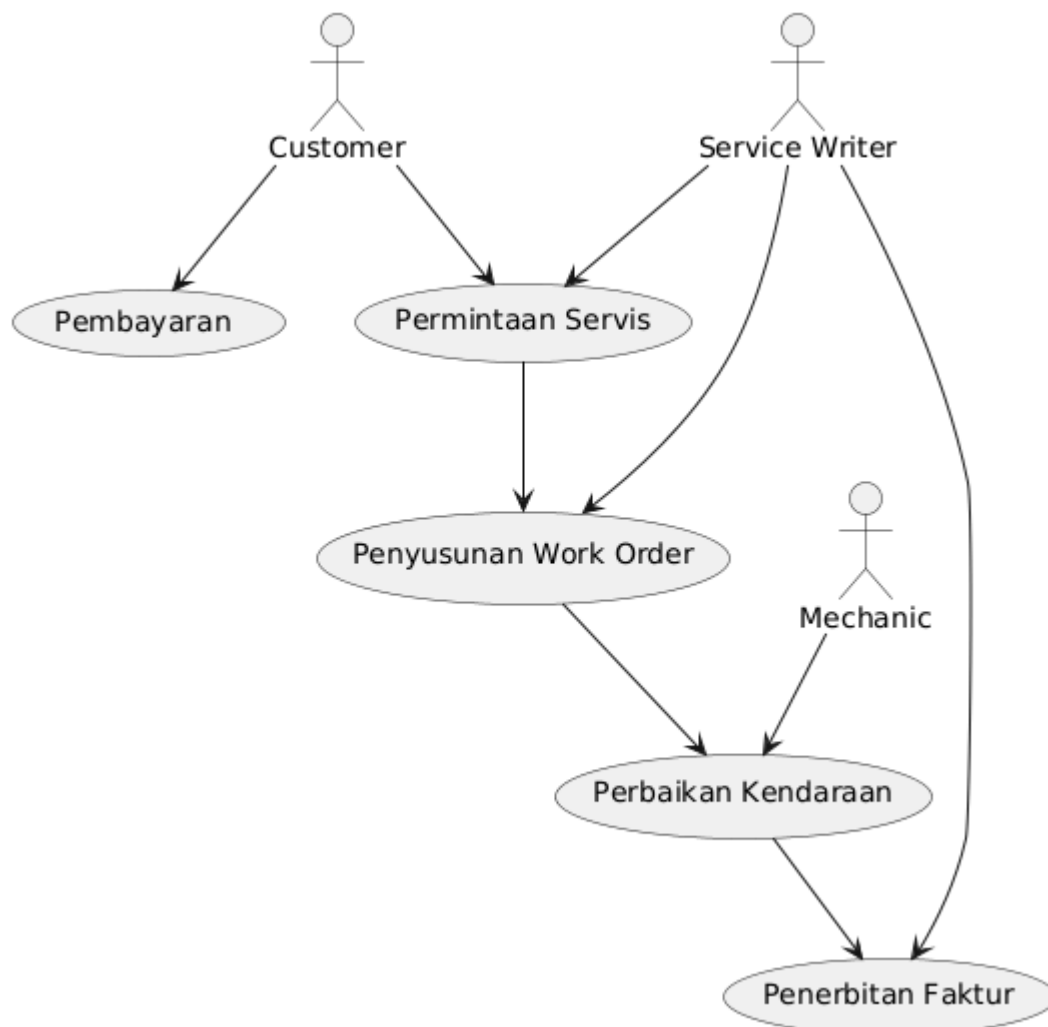 Customer
Service Writer
Pembayaran
Permintaan Servis
Penyusunan Work Order
Mechanic
Perbaikan Kendaraan
Penerbitan Faktur